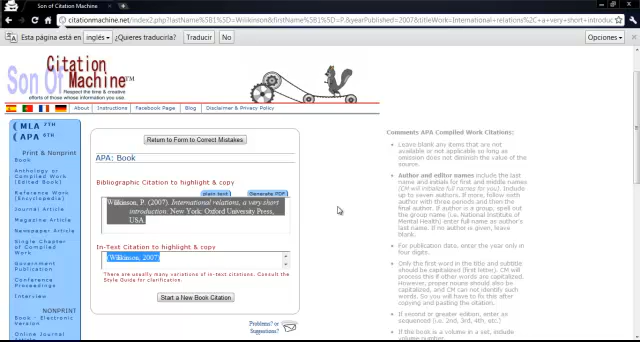 Son of Citation Machine
citationmachine.net/index2.php?lastName%5B1%5D=Wilikinson&firstName%5B1%5D=P.&yearPublished=2007&titleWork=International+relations%2C+a+very+short+introduc
Esta página está en inglés ¿Quieres traducirla? Traducir No Opciones
Citation
Son Of Machine™
Respect the time & creative
efforts of those whose information you use.
About Instructions Facebook Page Blog Disclaimer & Privacy Policy
MLA 7TH
APA 6TH
Print & Nonprint
Book
Anthology or
Compiled Work
(Edited Book)
Reference Work
(Encyclopedia)
Journal Article
Magazine Article
Newspaper Article
Single Chapter
of Compiled
Work
Government
Publication
Conference
Proceedings
Interview
NONPRINT
Book - Electronic
Version
Online Journal
Return to Form to Correct Mistakes
APA: Book
Bibliographic Citation to highlight & copy
plain text Generate PDF
Wilikinson, P. (2007). International relations, a very short
introduction. New York: Oxford University Press,
USA.
In-Text Citation to highlight & copy
(Wilikinson, 2007)
There are usually many variations of in-text citations. Consult the
Style Guide for clarification.
Start a New Book Citation
Problems? or
Suggestions?
Comments APA Compiled Work Citations:
Leave blank any items that are not
available or not applicable so long as
omission does not diminish the value of the
source.
Author and editor names include the last
name and initials for first and middle names
(CM will initialize full names for you). Include
up to seven authors. If more, follow sixth
author with three periods and then the final
author. If author is a group, spell out
the group name (i.e. National Institute of
Mental Health) enter full name as author's
last name. If no author is given, leave
blank.
For publication date, enter the year only in
four digits.
Only the first word in the title and subtitle
should be capitalized (first letter). CM will
process this if other words are capitalized.
However, proper nouns should also be
capitalized, and CM can not identify such
words. So you will have to fix this after
copying and pasting the citation.
If second or greater edition, enter as
sequenced (i.e. 2nd, 3rd, 4th, etc.)
If the book is a volume in a set, include
volume number